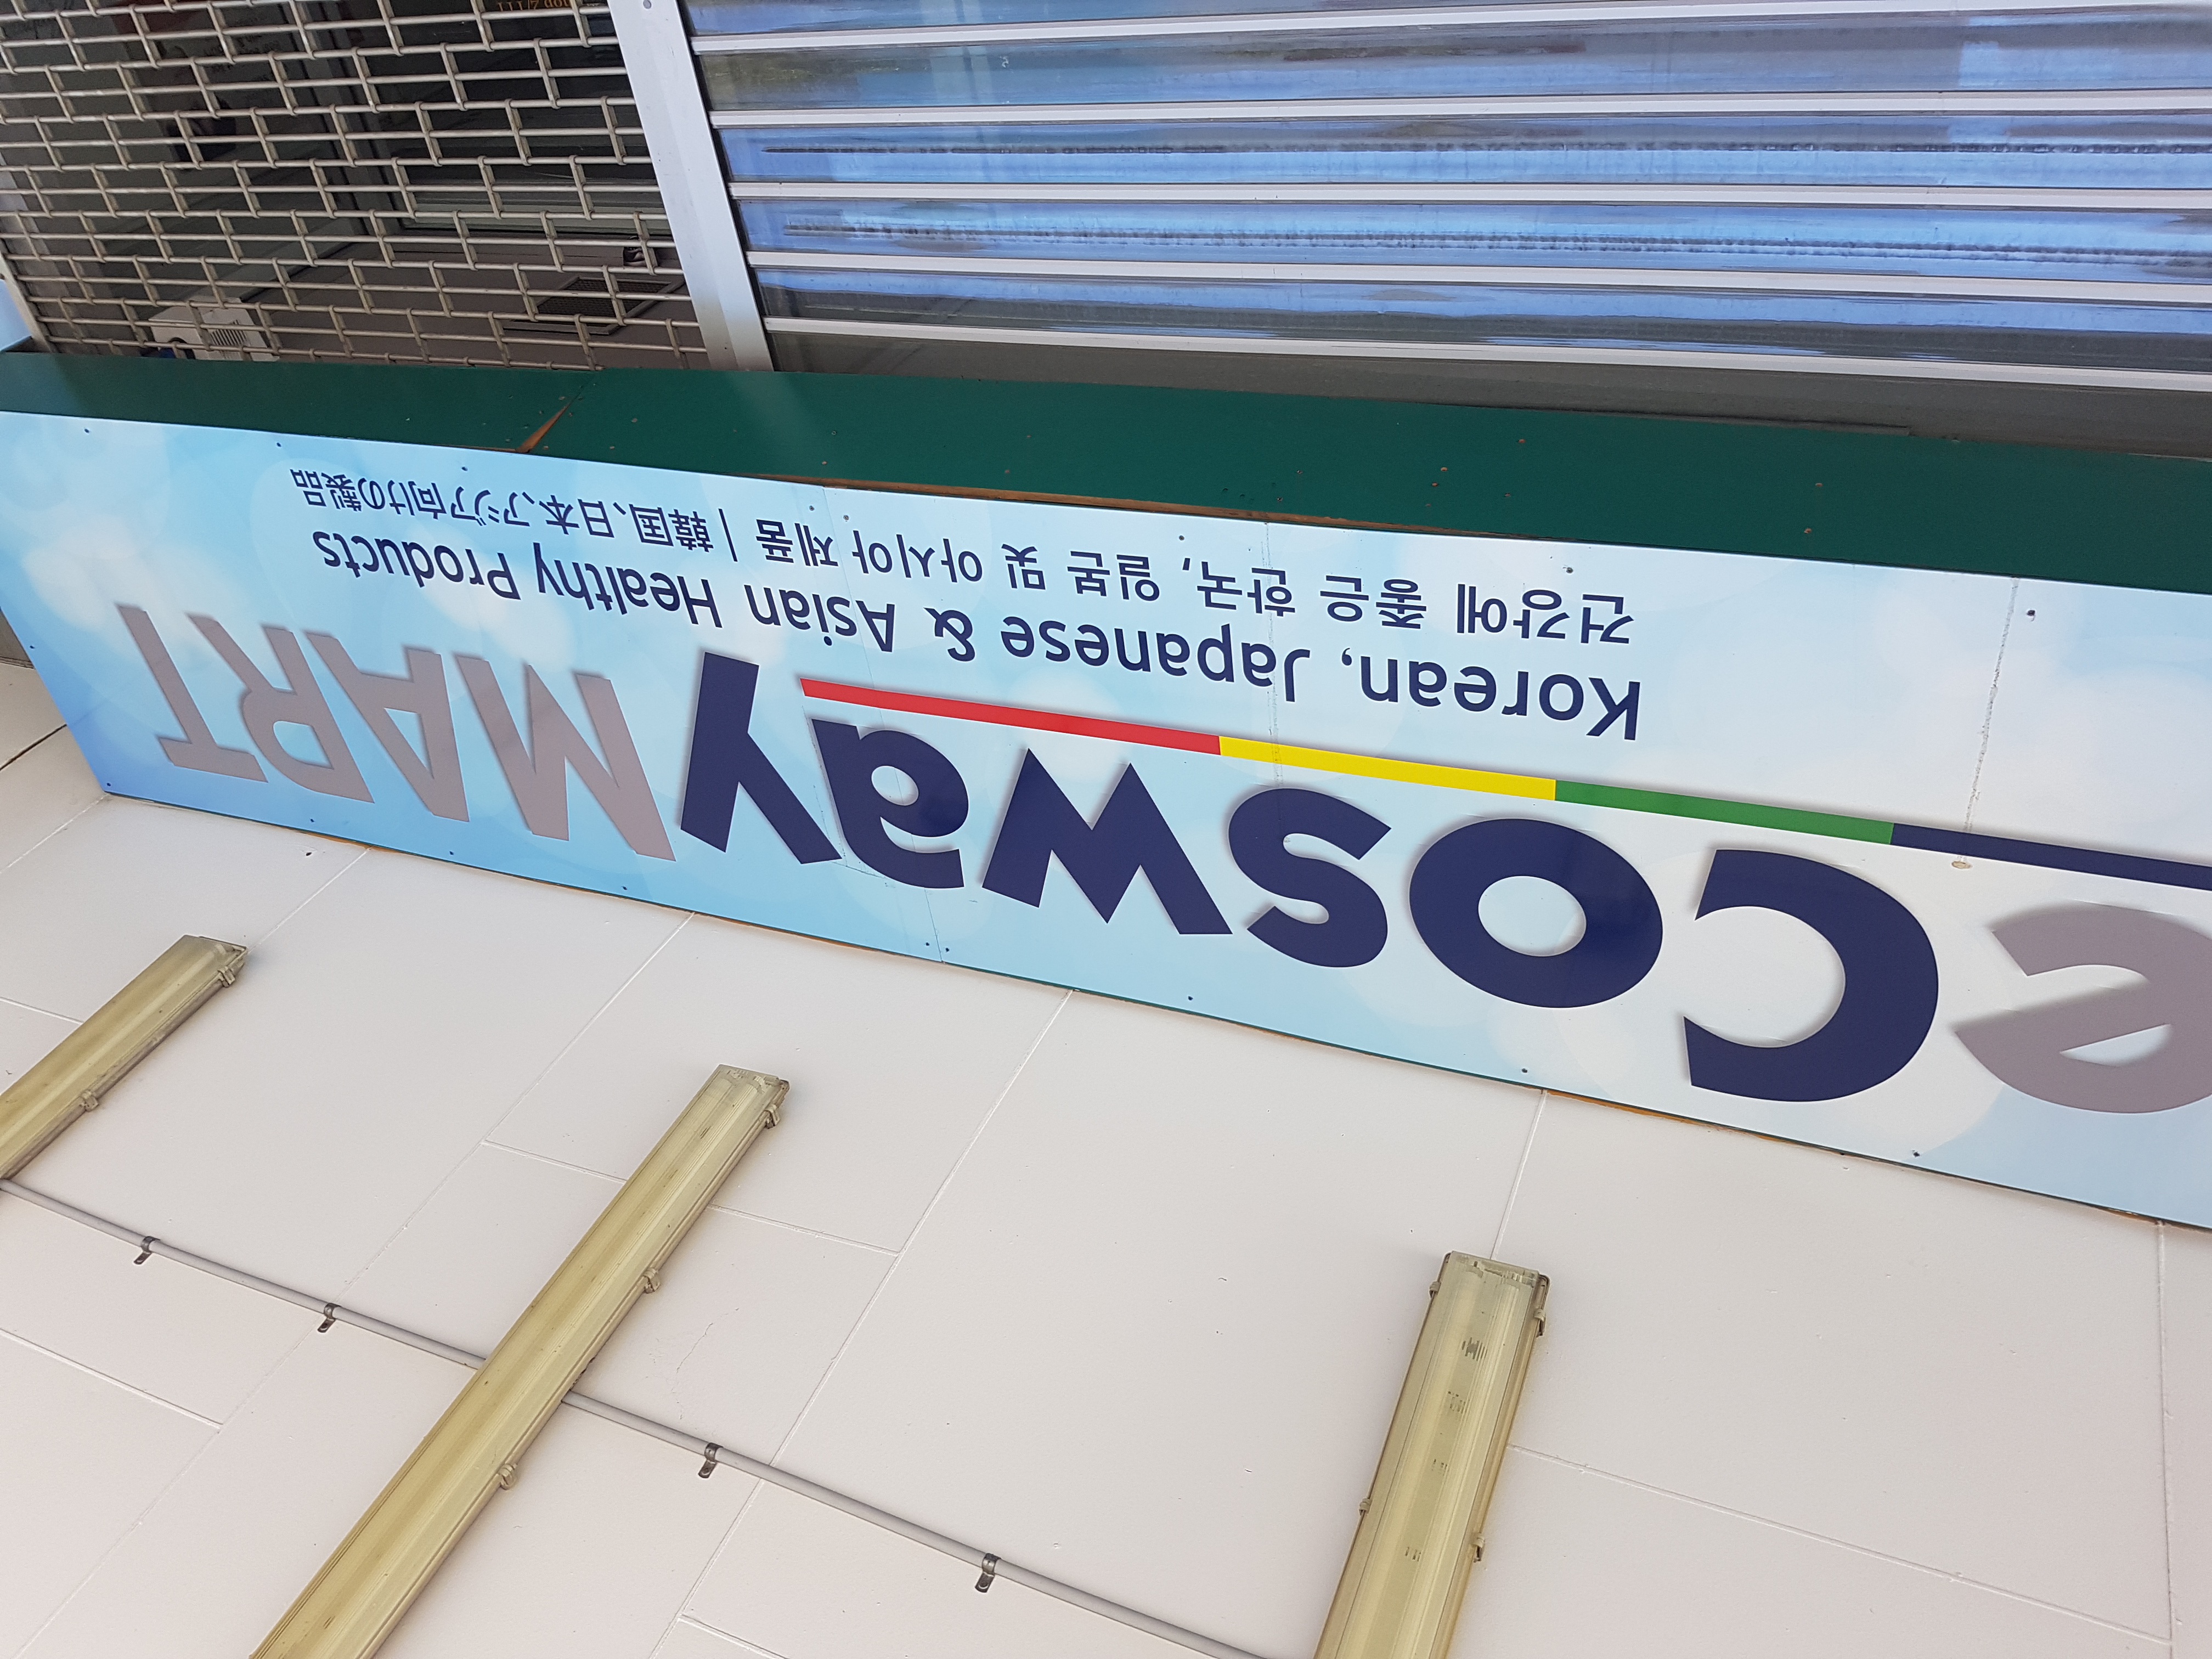 eCoswayMART
Korean, Japanese & Asian Healthy Products
건강에 좋은 한국, 일본 및 아시아 제품 | 韓国、日本、アジア向けの製品